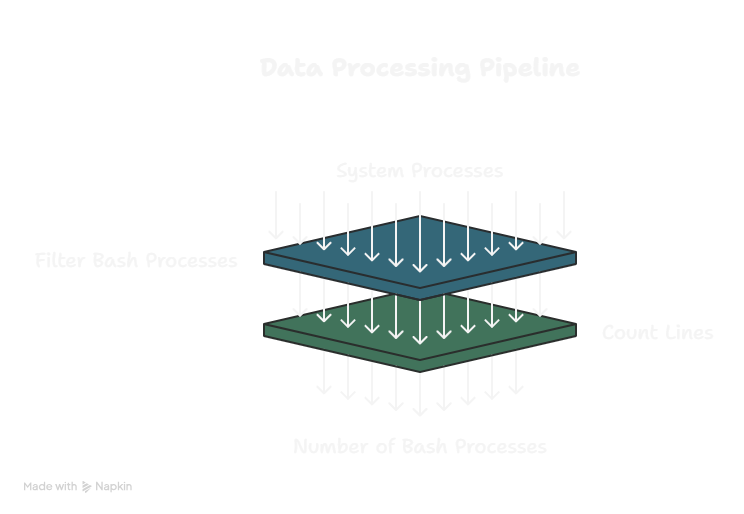 Data Processing Pipeline
System Processes
Filter Bash Processes
Count Lines
Number of Bash Processes
Made with Napkin